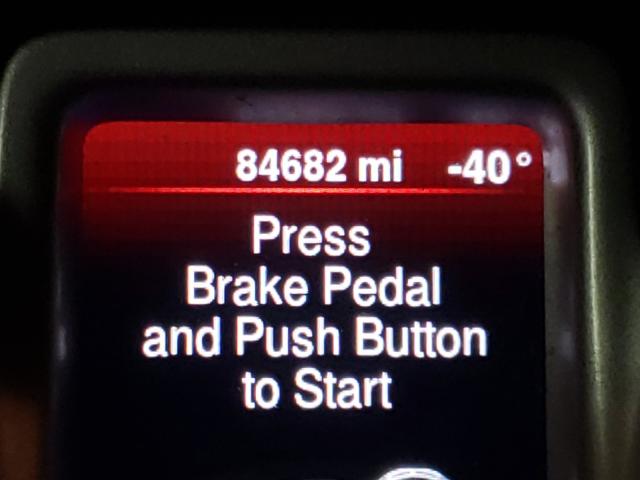 84682 mi -40°
Press
Brake Pedal
and Push Button
to Start